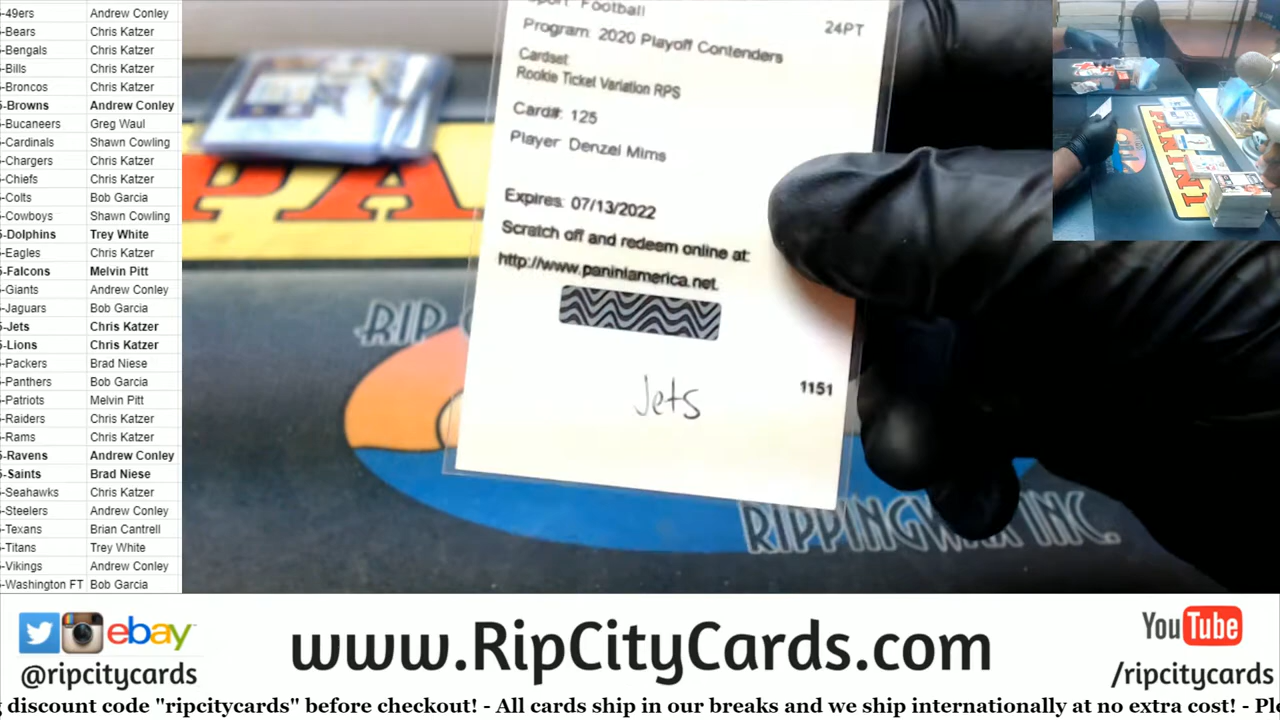 -49ers Andrew Conley
-Bears Chris Katzer
-Bengals Chris Katzer
-Bills Chris Katzer
-Broncos Chris Katzer
-Browns Andrew Conley
-Bucaneers Greg Waul
-Cardinals Shawn Cowling
-Chargers Chris Katzer
-Chiefs Chris Katzer
-Colts Bob Garcia
-Cowboys Shawn Cowling
-Dolphins Trey White
-Eagles Chris Katzer
-Falcons Melvin Pitt
-Giants Andrew Conley
-Jaguars Bob Garcia
-Jets Chris Katzer
-Lions Chris Katzer
-Packers Brad Niese
-Panthers Bob Garcia
-Patriots Melvin Pitt
-Raiders Chris Katzer
-Rams Chris Katzer
-Ravens Andrew Conley
-Saints Brad Niese
-Seahawks Chris Katzer
-Steelers Andrew Conley
-Texans Brian Cantrell
-Titans Trey White
-Vikings Andrew Conley
-Washington FT Bob Garcia
Football
24PT
Program: 2020 Playoff Contenders
Cardset:
Rookie Ticket Variation RPS
Card#: 125
Player: Denzel Mims
Expires: 07/13/2022
Scratch off and redeem online at:
http://www.paniniamerica.net.
Jets
1151
RIP
RIPPINGWAX INC.
PANINI
ebay
@ripcitycards
www.RipCityCards.com
YouTube
/ripcitycards
discount code "ripcitycards" before checkout! - All cards ship in our breaks and we ship internationally at no extra cost! -